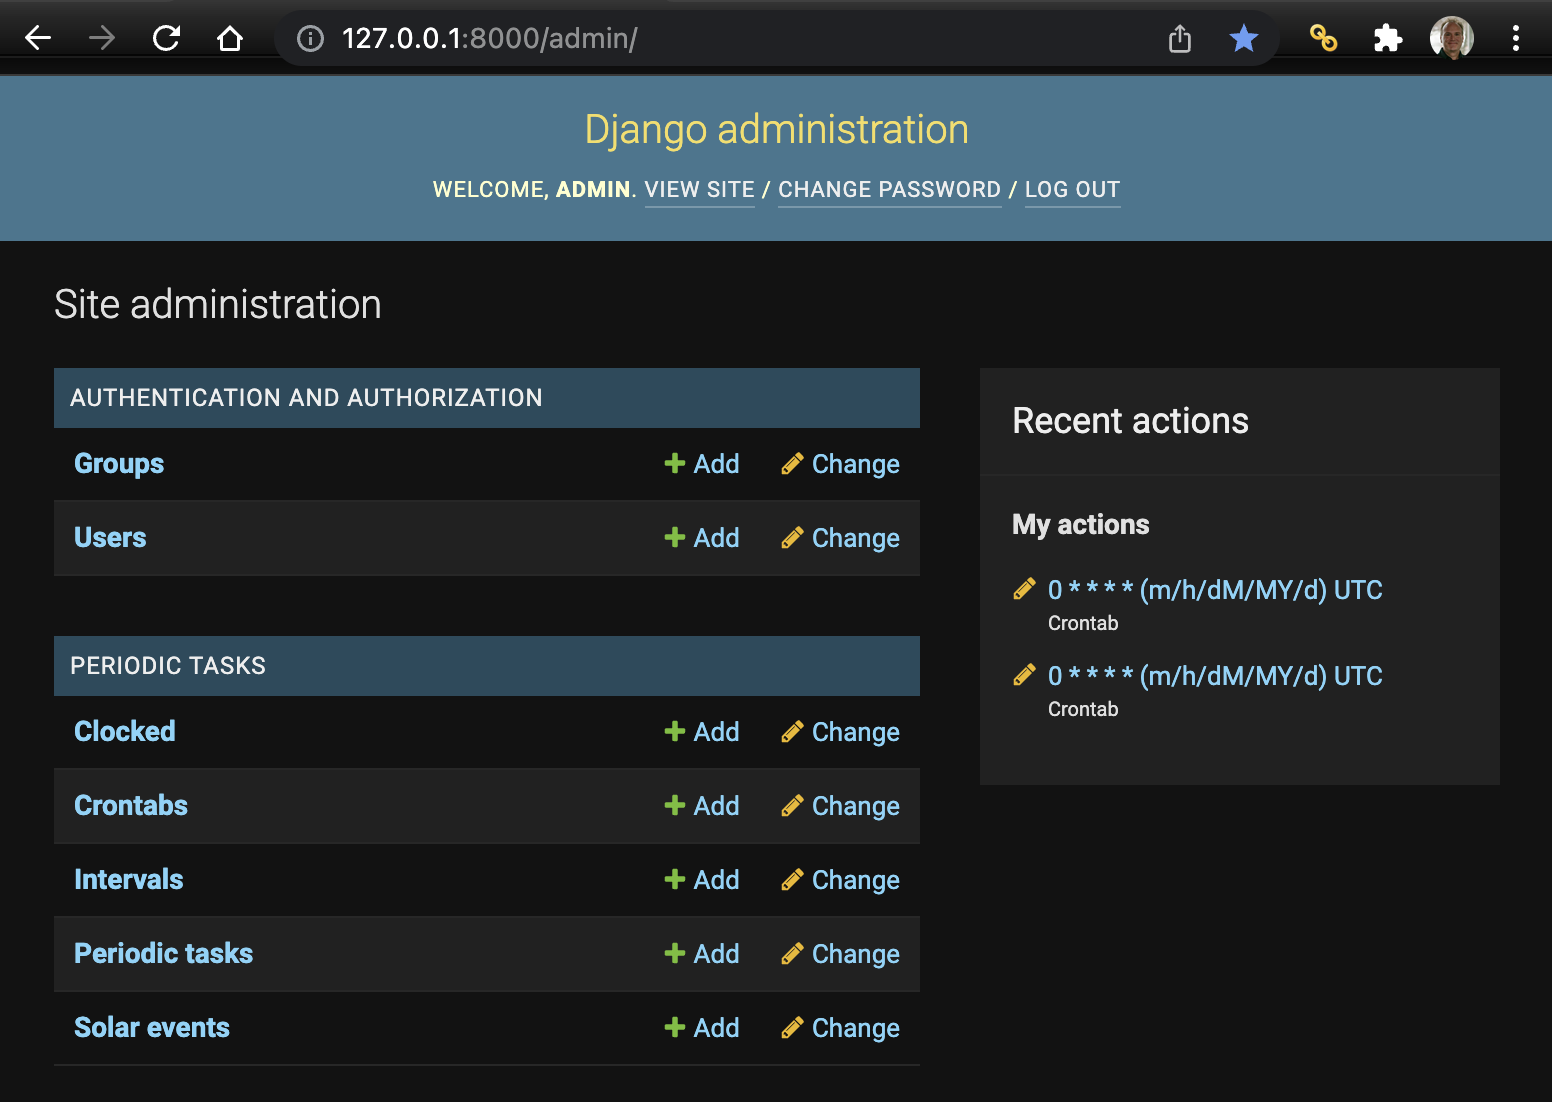 127.0.0.1:8000/admin/
Django administration
WELCOME, ADMIN. VIEW SITE / CHANGE PASSWORD / LOG OUT
Site administration
AUTHENTICATION AND AUTHORIZATION
Groups Add Change
Users Add Change
PERIODIC TASKS
Clocked Add Change
Crontabs Add Change
Intervals Add Change
Periodic tasks Add Change
Solar events Add Change
Recent actions
My actions
0 * * * * (m/h/dM/MY/d) UTC
Crontab
0 * * * * (m/h/dM/MY/d) UTC
Crontab